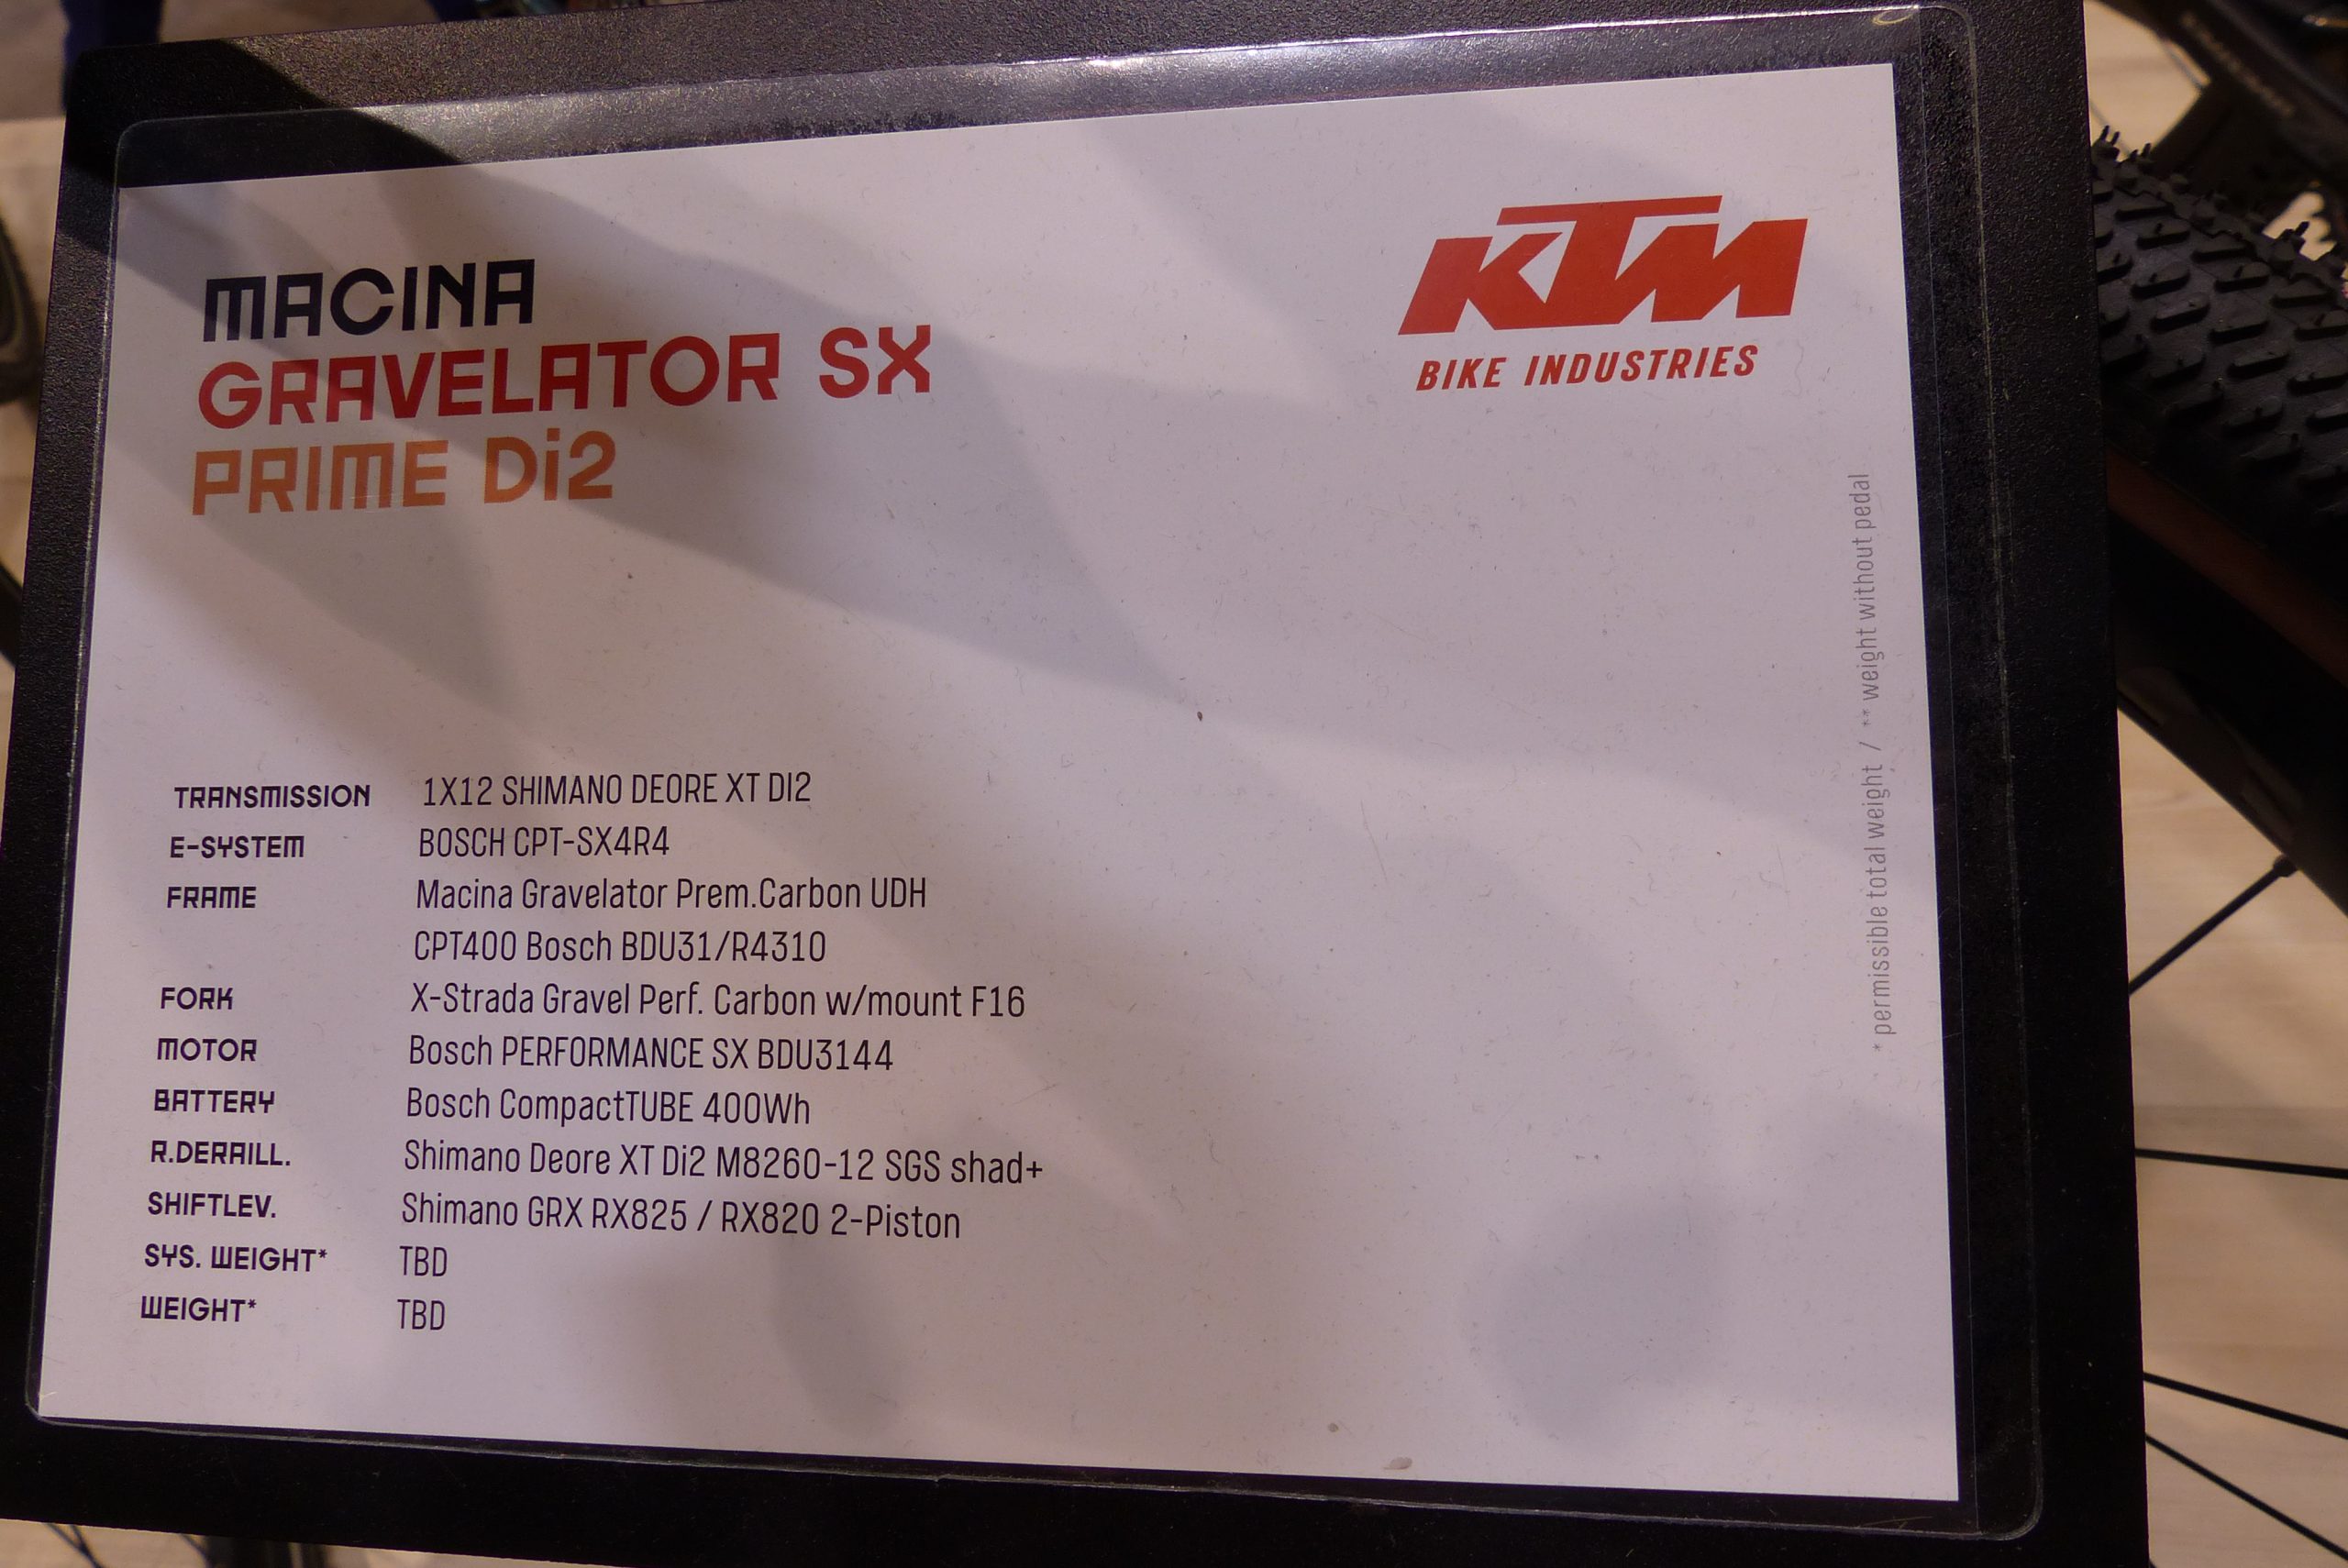 MACINA
GRAVELATOR SX
PRIME Di2
KTM
BIKE INDUSTRIES
TRANSMISSION 1X12 SHIMANO DEORE XT DI2
E-SYSTEM BOSCH CPT-SX4R4
FRAME Macina Gravelator Prem.Carbon UDH
CPT400 Bosch BDU31/R4310
FORK X-Strada Gravel Perf. Carbon w/mount F16
MOTOR Bosch PERFORMANCE SX BDU3144
BATTERY Bosch CompactTUBE 400Wh
R.DERAILL. Shimano Deore XT Di2 M8260-12 SGS shad+
SHIFTLEV. Shimano GRX RX825 / RX820 2-Piston
SYS. WEIGHT* TBD
WEIGHT* TBD
* permissible total weight / ** weight without pedal